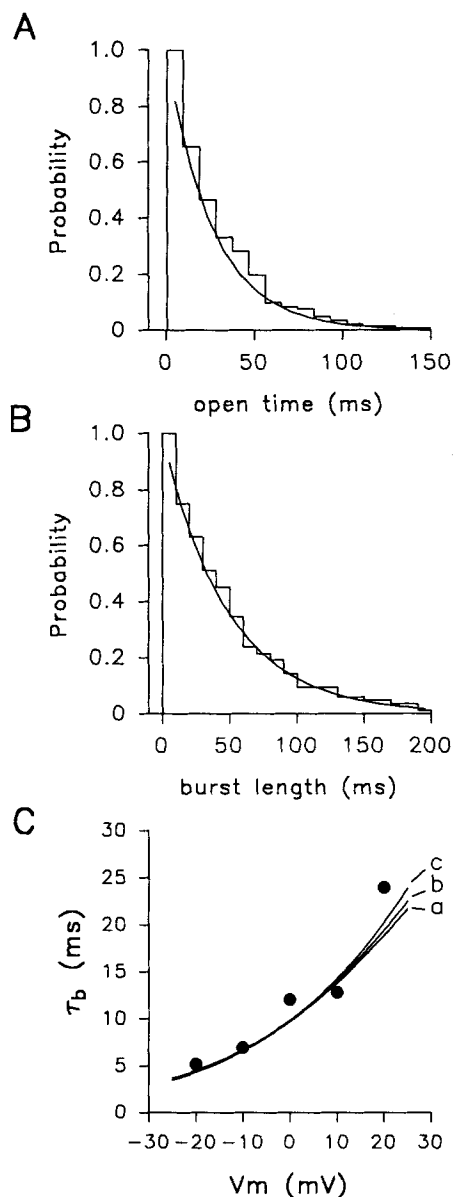 A
1.0
0.8
0.6
0.4
0.2
0
Probability
0 50 100 150
open time (ms)
B
1.0
0.8
0.6
0.4
0.2
0
Probability
0 50 100 150 200
burst length (ms)
C
30
25
20
15
10
5
0
τb (ms)
c
b
a
−30 −20 −10 0 10 20 30
Vm (mV)